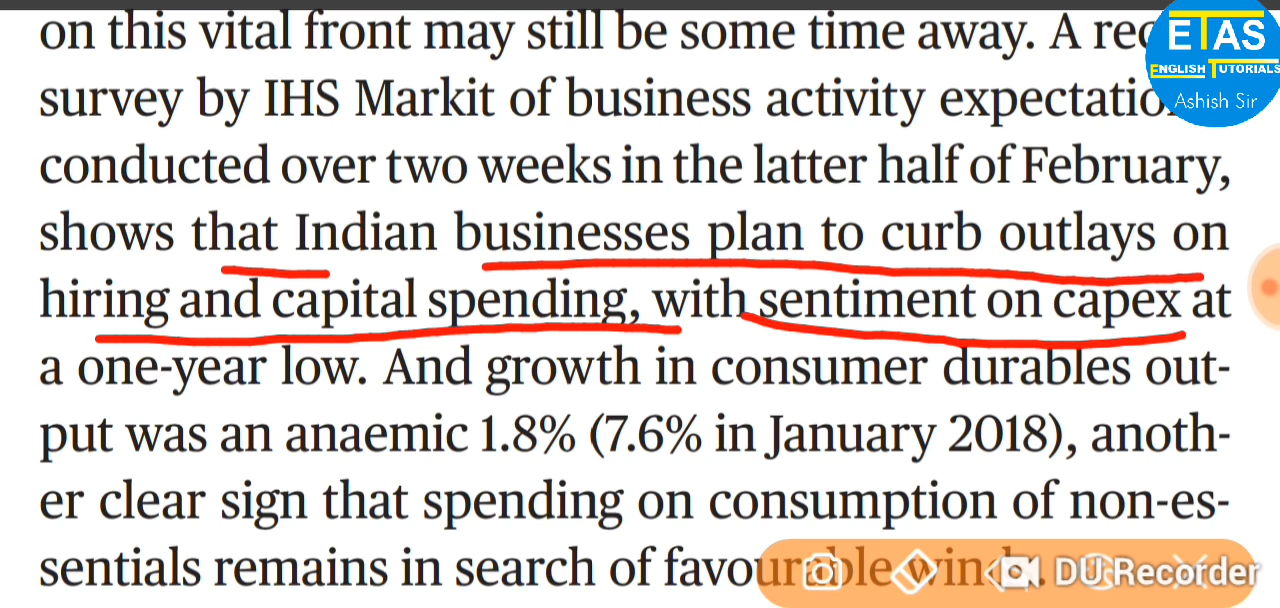 on this vital front may still be some time away. A rec
survey by IHS Markit of business activity expectatio
conducted over two weeks in the latter half of February,
shows that Indian businesses plan to curb outlays on
hiring and capital spending, with sentiment on capex at
a one-year low. And growth in consumer durables out-
put was an anaemic 1.8% (7.6% in January 2018), anoth-
er clear sign that spending on consumption of non-es-
sentials remains in search of favourable winds.
ETAS
ENGLISH TUTORIALS
Ashish Sir
DU Recorder